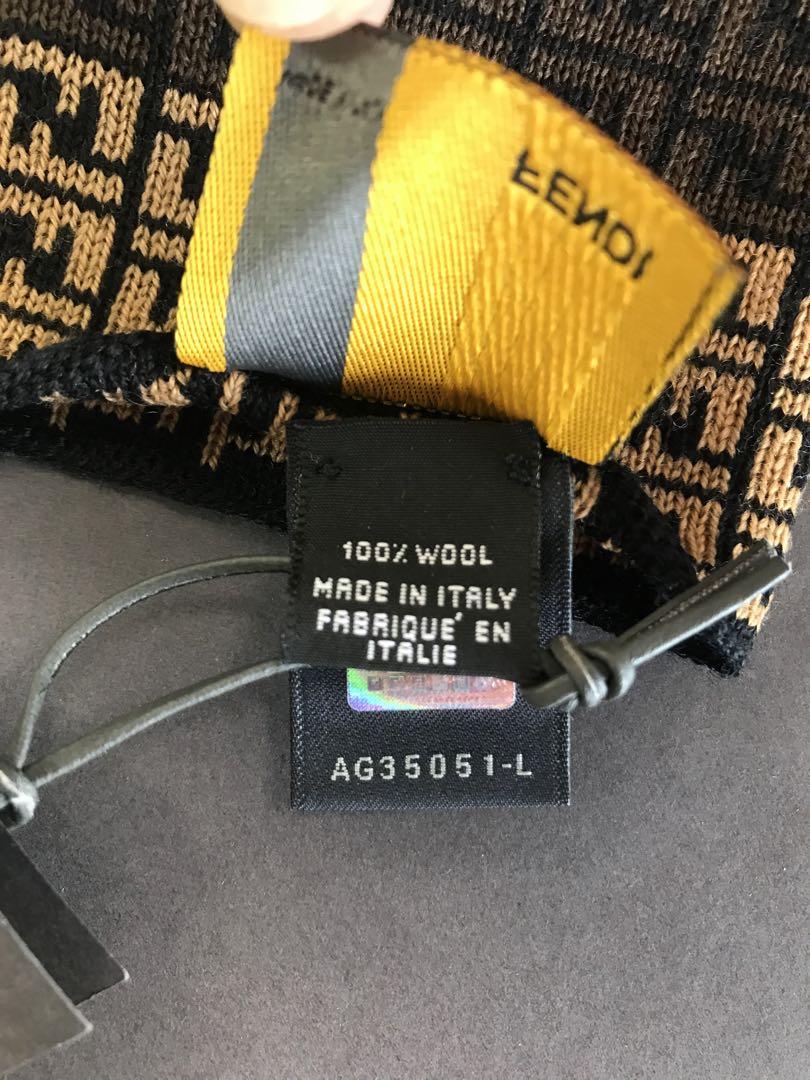 FENDI
100% WOOL
MADE IN ITALY
FABRIQUE´ EN
ITALIE
AG35051-L